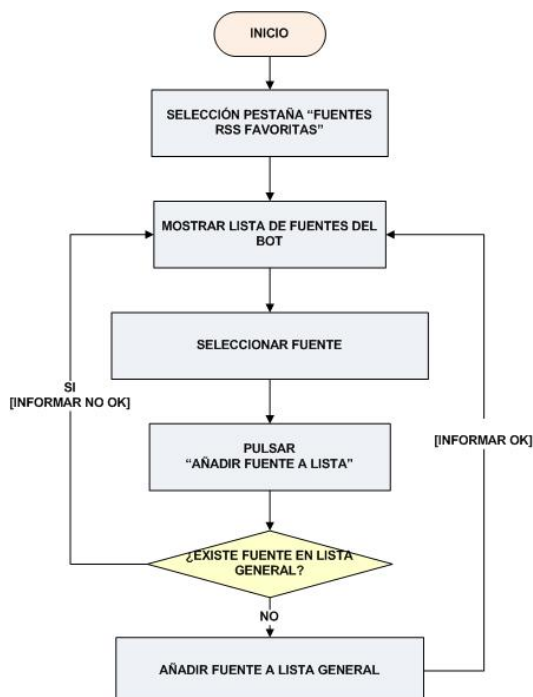 INICIO
SELECCIÓN PESTAÑA “FUENTES
RSS FAVORITAS”
MOSTRAR LISTA DE FUENTES DEL
BOT
SELECCIONAR FUENTE
SI
[INFORMAR NO OK]
[INFORMAR OK]
PULSAR
“AÑADIR FUENTE A LISTA”
¿EXISTE FUENTE EN LISTA
GENERAL?
NO
AÑADIR FUENTE A LISTA GENERAL